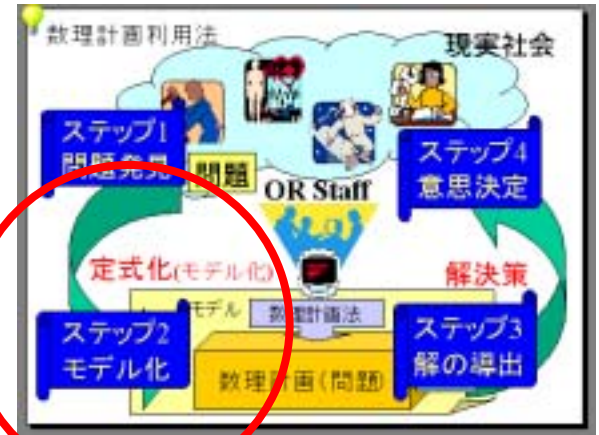 数理計画利用法
現実社会
ステップ1
問題発見
問題
OR Staff
ステップ4
意思決定
定式化(モデル化)
解決策
モデル
数理計画法
ステップ2
モデル化
ステップ3
解の導出
数理計画(問題)